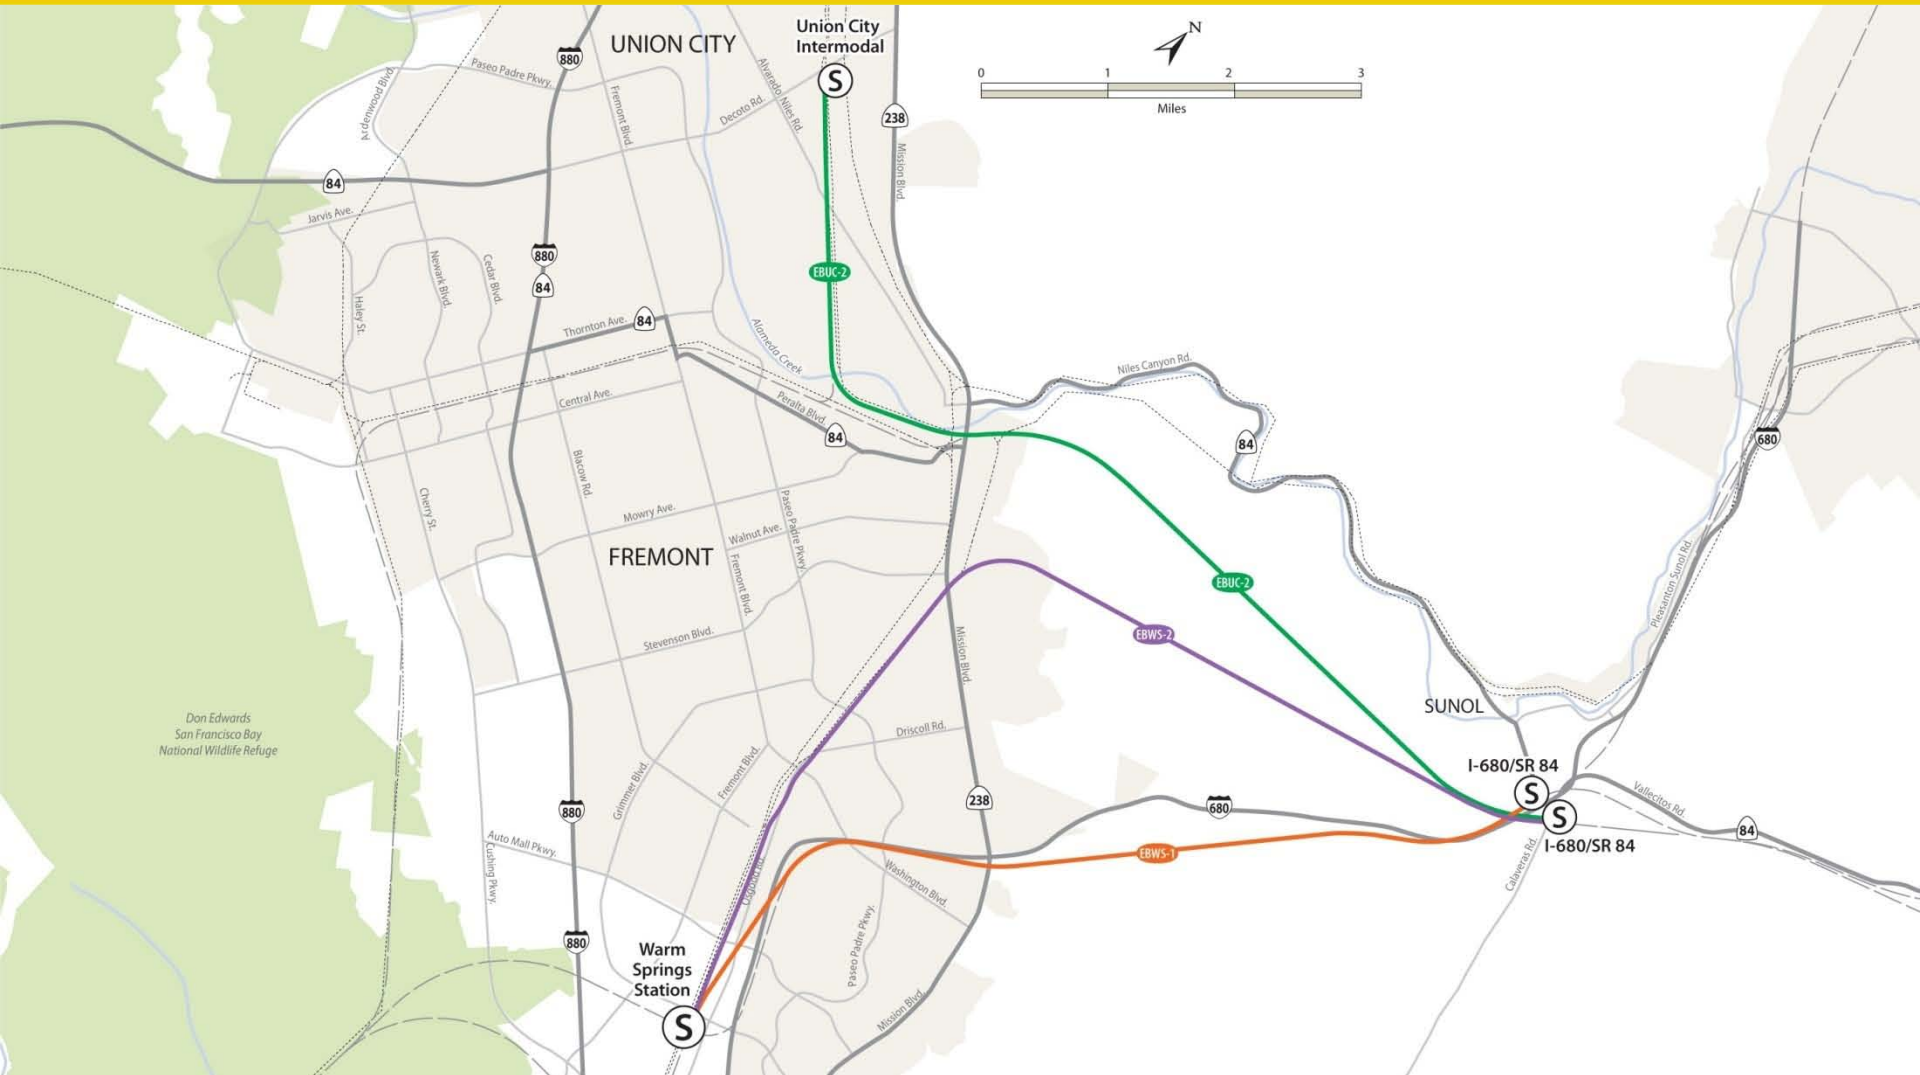 Union City
Intermodal
S
UNION CITY
N
0 1 2 3
Miles
880
Paseo Padre Pkwy.
Ardenwood Blvd.
Fremont Blvd.
Alvarado Niles Rd.
Decoto Rd.
238
Mission Blvd.
84
Jarvis Ave.
880
84
Newark Blvd.
Cedar Blvd.
Haley St.
EBUC-2
Thornton Ave.
84
Alameda Creek
Niles Canyon Rd.
Central Ave.
Peralta Blvd.
84
84
680
Blacow Rd.
Cherry St.
Mowry Ave.
Paseo Padre Pkwy.
Walnut Ave.
FREMONT
Fremont Blvd.
EBUC-2
Pleasanton Sunol Rd.
Stevenson Blvd.
EBWS-2
Mission Blvd.
Don Edwards
San Francisco Bay
National Wildlife Refuge
SUNOL
Driscoll Rd.
I-680/SR 84
S
Grimmer Blvd.
Fremont Blvd.
238
680
Vallecitos Rd.
84
880
S
I-680/SR 84
Auto Mall Pkwy.
Cushing Pkwy.
Osgood Rd.
EBWS-1
Washington Blvd.
Calaveras Rd.
880
Paseo Padre Pkwy.
Warm
Springs
Station
S
Mission Blvd.